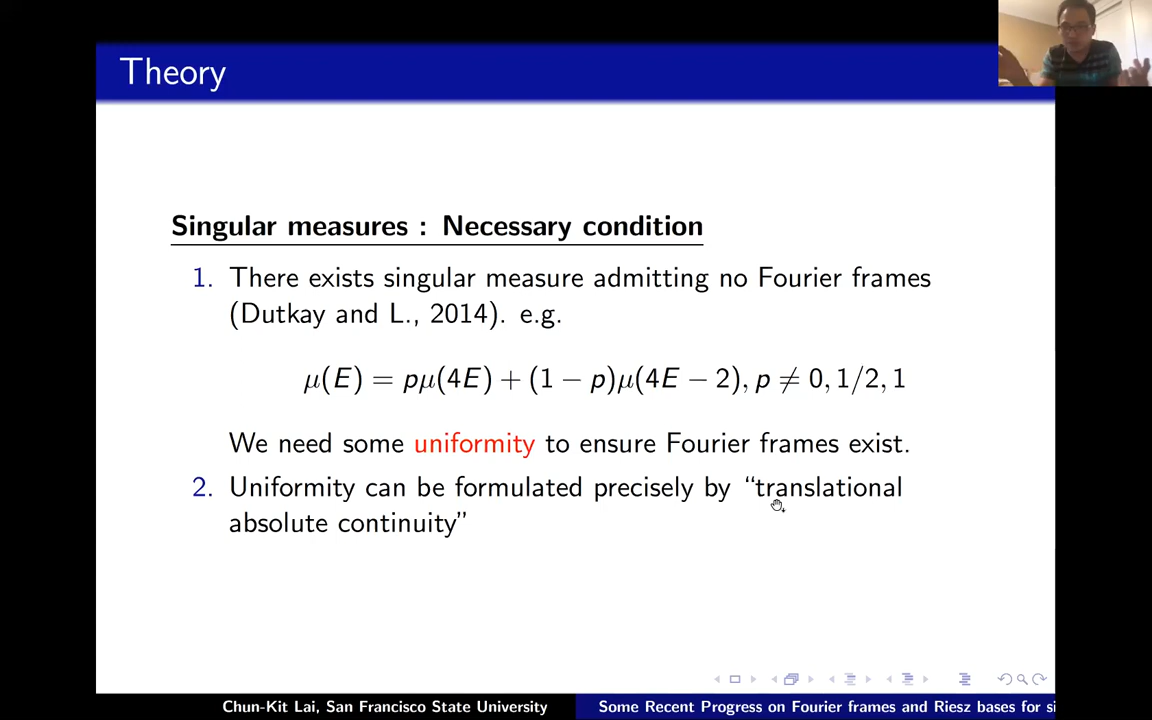 Theory
Singular measures : Necessary condition
1. There exists singular measure admitting no Fourier frames
(Dutkay and L., 2014). e.g.
μ(E) = pμ(4E) + (1 − p)μ(4E − 2), p ≠ 0, 1/2, 1
We need some uniformity to ensure Fourier frames exist.
2. Uniformity can be formulated precisely by “translational
absolute continuity”
Chun-Kit Lai, San Francisco State University
Some Recent Progress on Fourier frames and Riesz bases for si